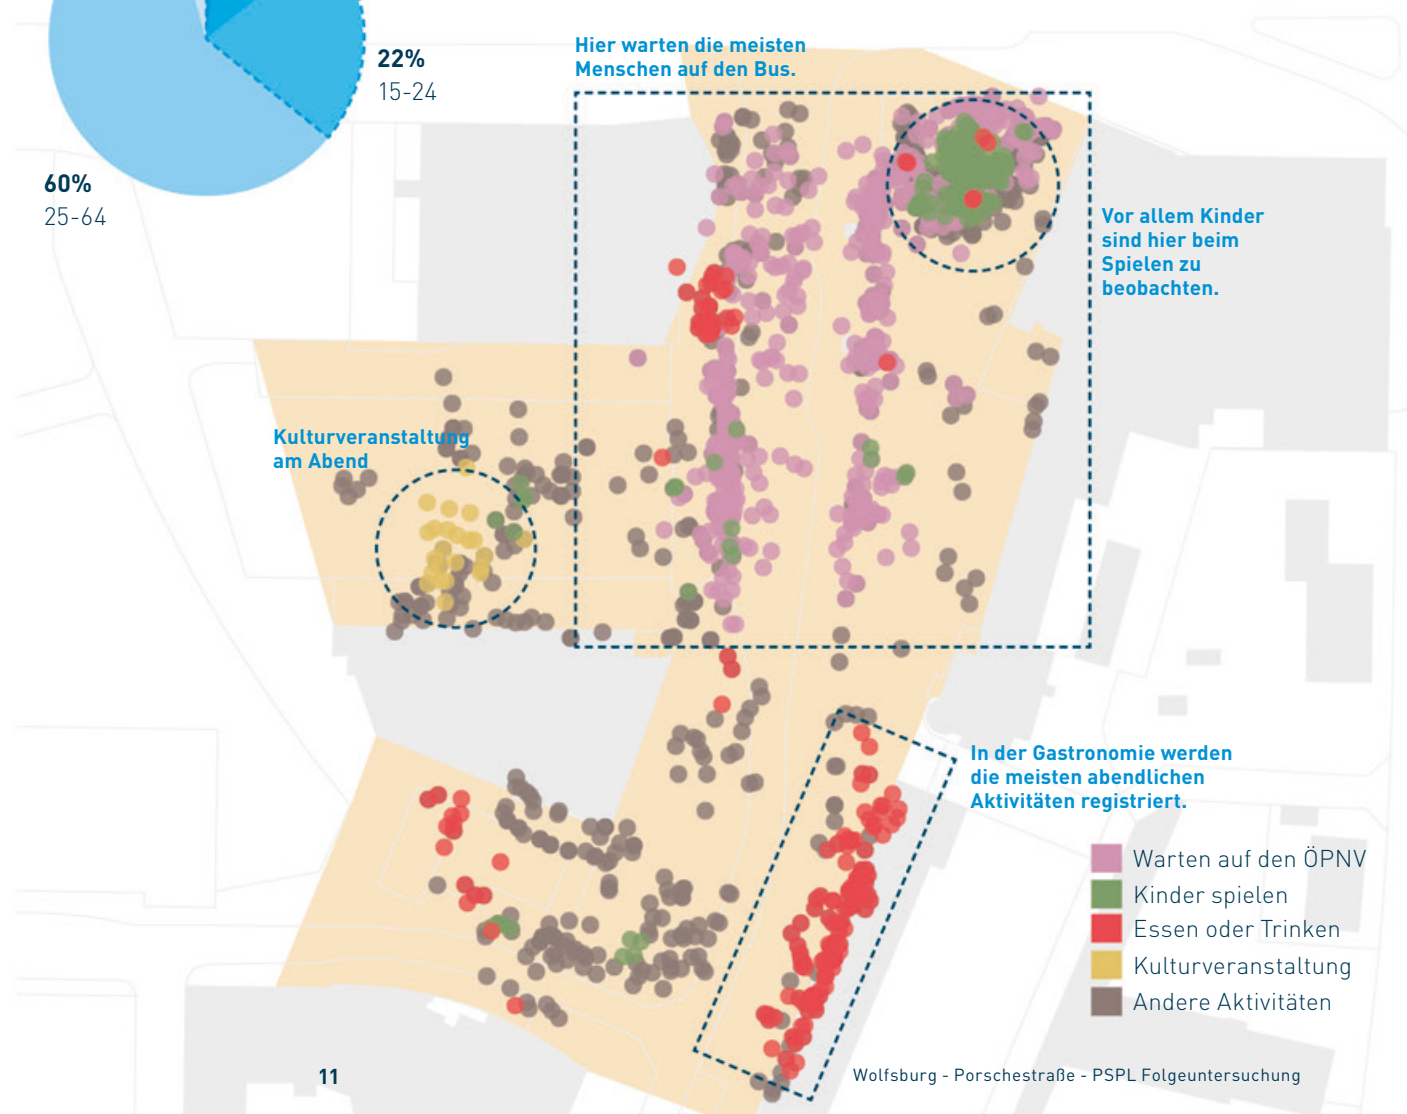 22%
15-24
60%
25-64
Hier warten die meisten
Menschen auf den Bus.
Vor allem Kinder
sind hier beim
Spielen zu
beobachten.
Kulturveranstaltung
am Abend
In der Gastronomie werden
die meisten abendlichen
Aktivitäten registriert.
Warten auf den ÖPNV
Kinder spielen
Essen oder Trinken
Kulturveranstaltung
Andere Aktivitäten
11
Wolfsburg - Porschestraße - PSPL Folgeuntersuchung